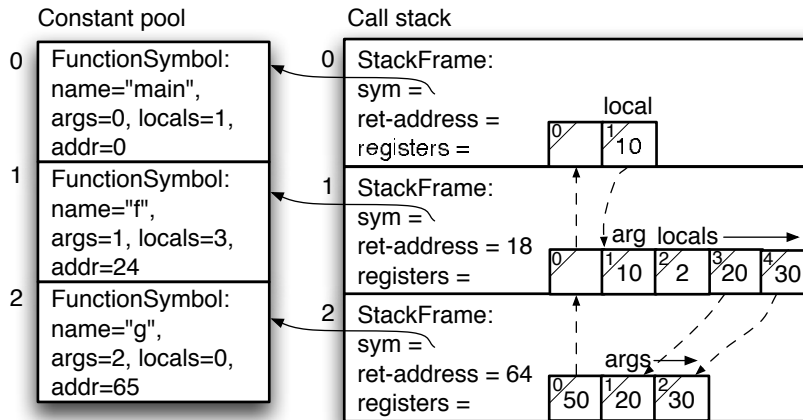 Constant pool
Call stack
0
FunctionSymbol:
name="main",
args=0, locals=1,
addr=0
1
FunctionSymbol:
name="f",
args=1, locals=3,
addr=24
2
FunctionSymbol:
name="g",
args=2, locals=0,
addr=65
0
StackFrame:
sym =
ret-address =
registers =
local
0 1 10
1
StackFrame:
sym =
ret-address = 18
registers =
arg locals
0 1 10 2 2 3 20 4 30
2
StackFrame:
sym =
ret-address = 64
registers =
args
0 50 1 20 2 30